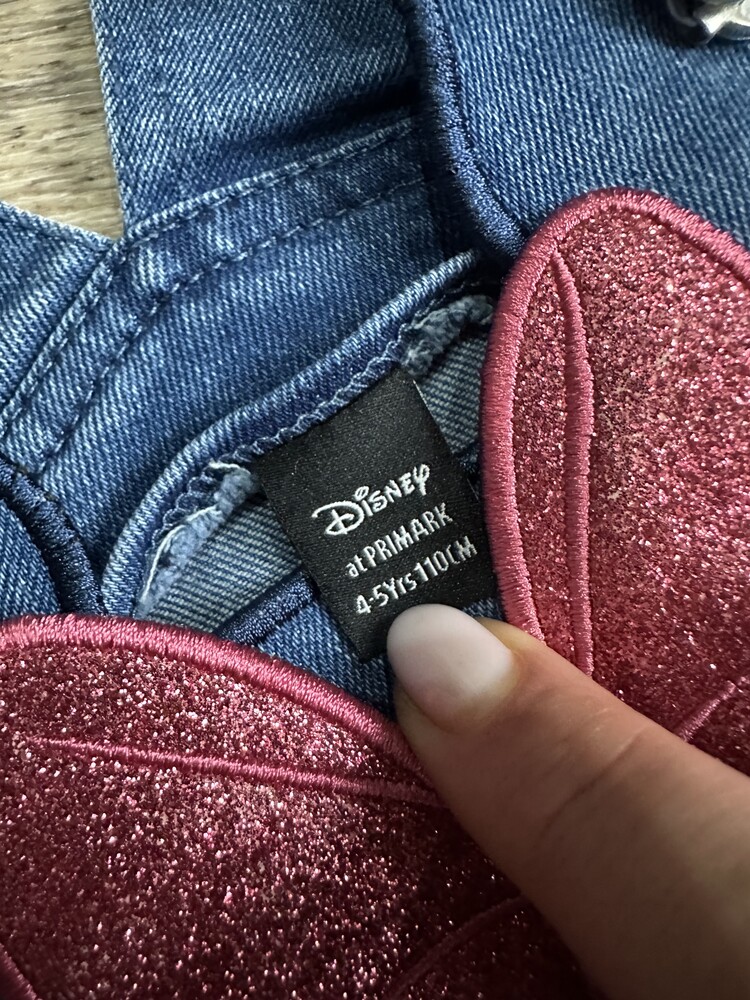 Disney
at PRIMARK
4-5Yrs 110CM